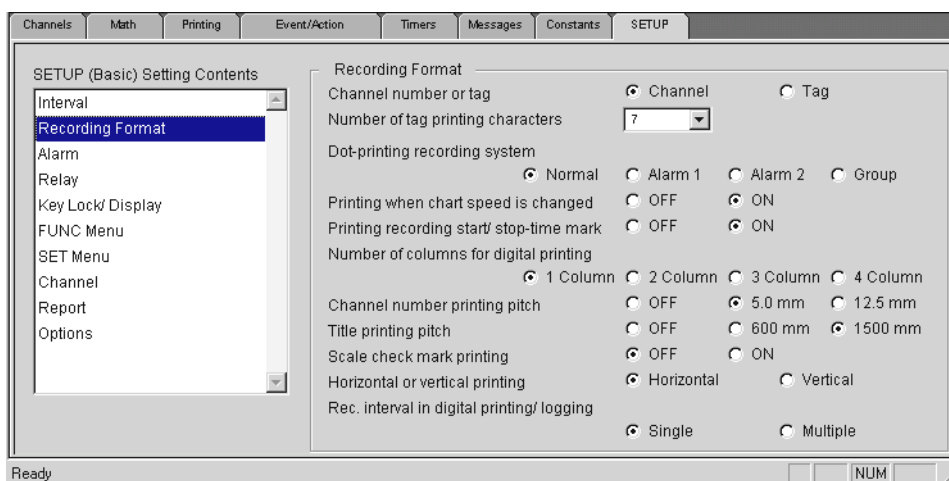 Channels Math Printing Event/Action Timers Messages Constants SETUP
SETUP (Basic) Setting Contents
Interval
Recording Format
Alarm
Relay
Key Lock/ Display
FUNC Menu
SET Menu
Channel
Report
Options
Recording Format
Channel number or tag Channel Tag
Number of tag printing characters 7
Dot-printing recording system
Normal Alarm 1 Alarm 2 Group
Printing when chart speed is changed OFF ON
Printing recording start/ stop-time mark OFF ON
Number of columns for digital printing
1 Column 2 Column 3 Column 4 Column
Channel number printing pitch OFF 5.0 mm 12.5 mm
Title printing pitch OFF 600 mm 1500 mm
Scale check mark printing OFF ON
Horizontal or vertical printing Horizontal Vertical
Rec. interval in digital printing/ logging
Single Multiple
Ready NUM